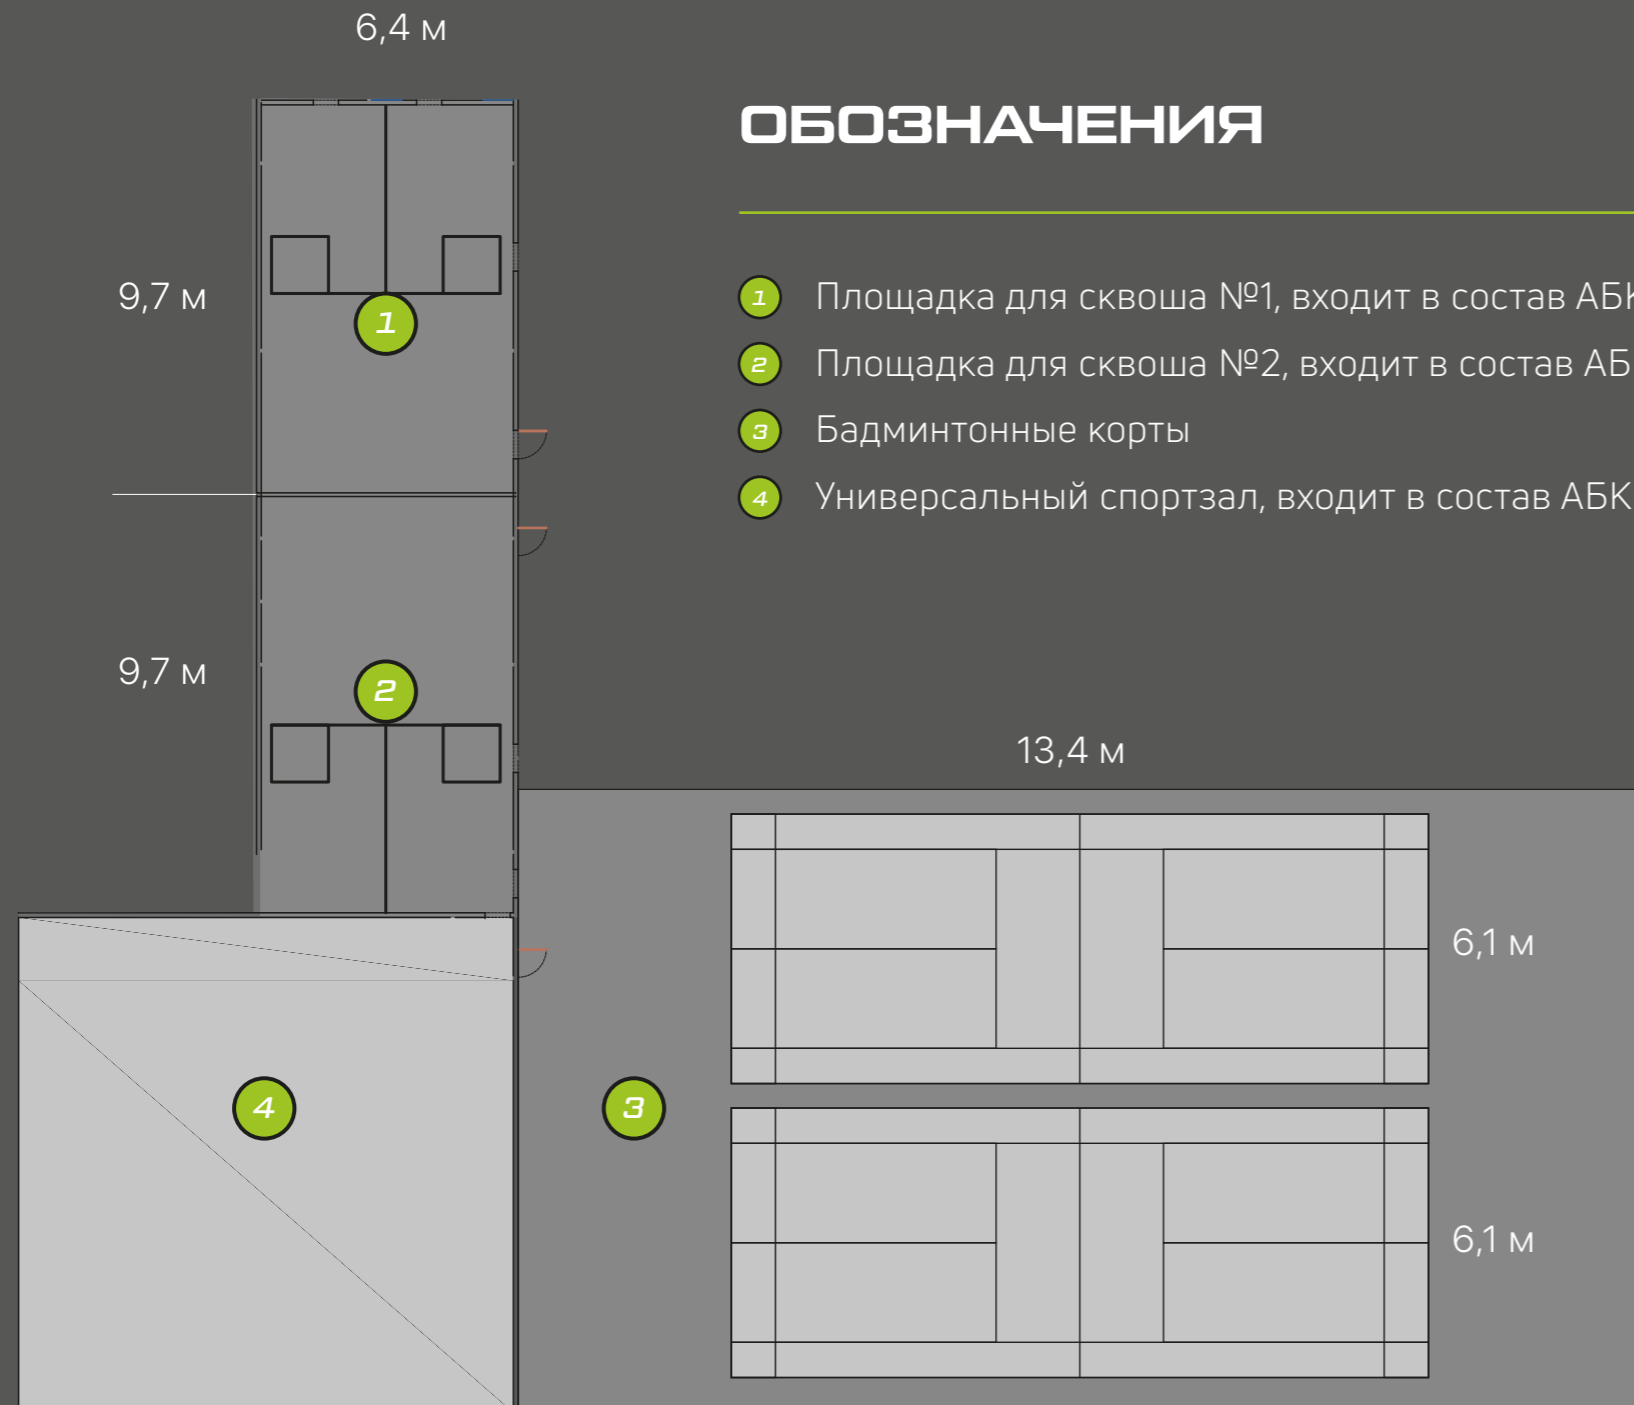 6,4 м
ОБОЗНАЧЕНИЯ
9,7 м
1
1 Площадка для сквоша №1, входит в состав АБК
2 Площадка для сквоша №2, входит в состав АБ
3 Бадминтонные корты
4 Универсальный спортзал, входит в состав АБК
9,7 м
2
13,4 м
6,1 м
4
3
6,1 м